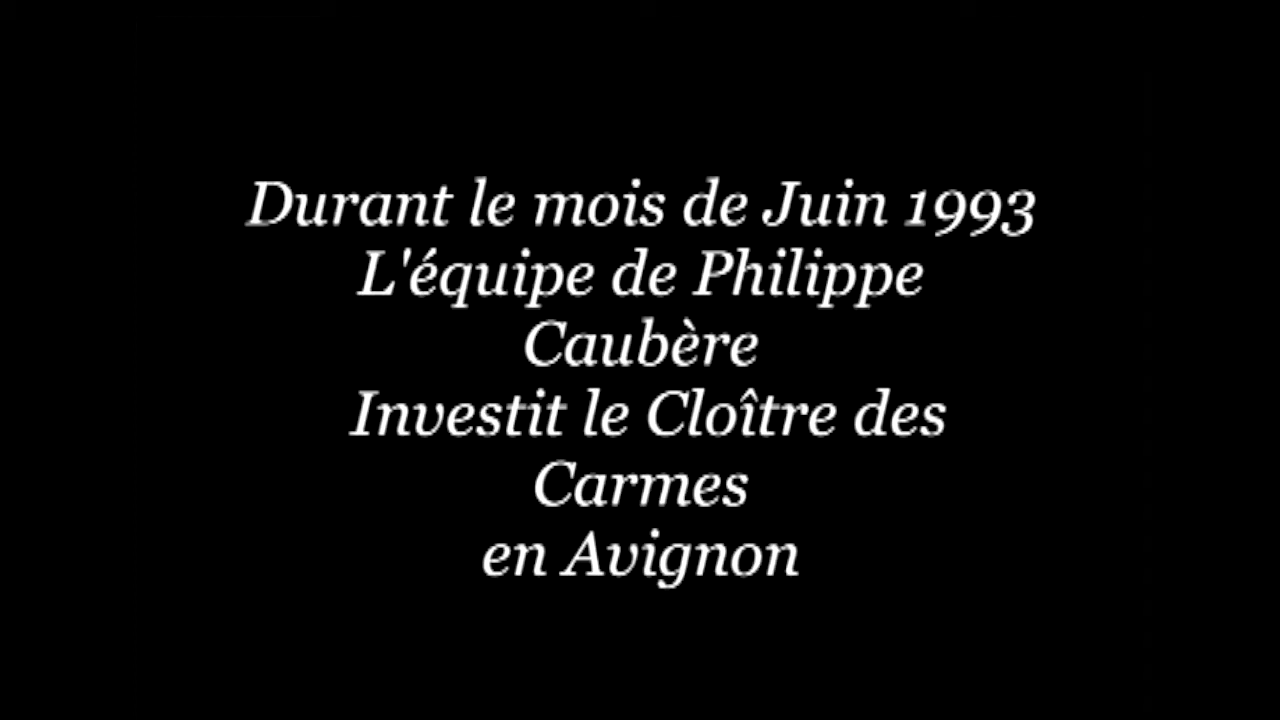 Durant le mois de Juin 1993
L'équipe de Philippe
Caubère
Investit le Cloître des
Carmes
en Avignon